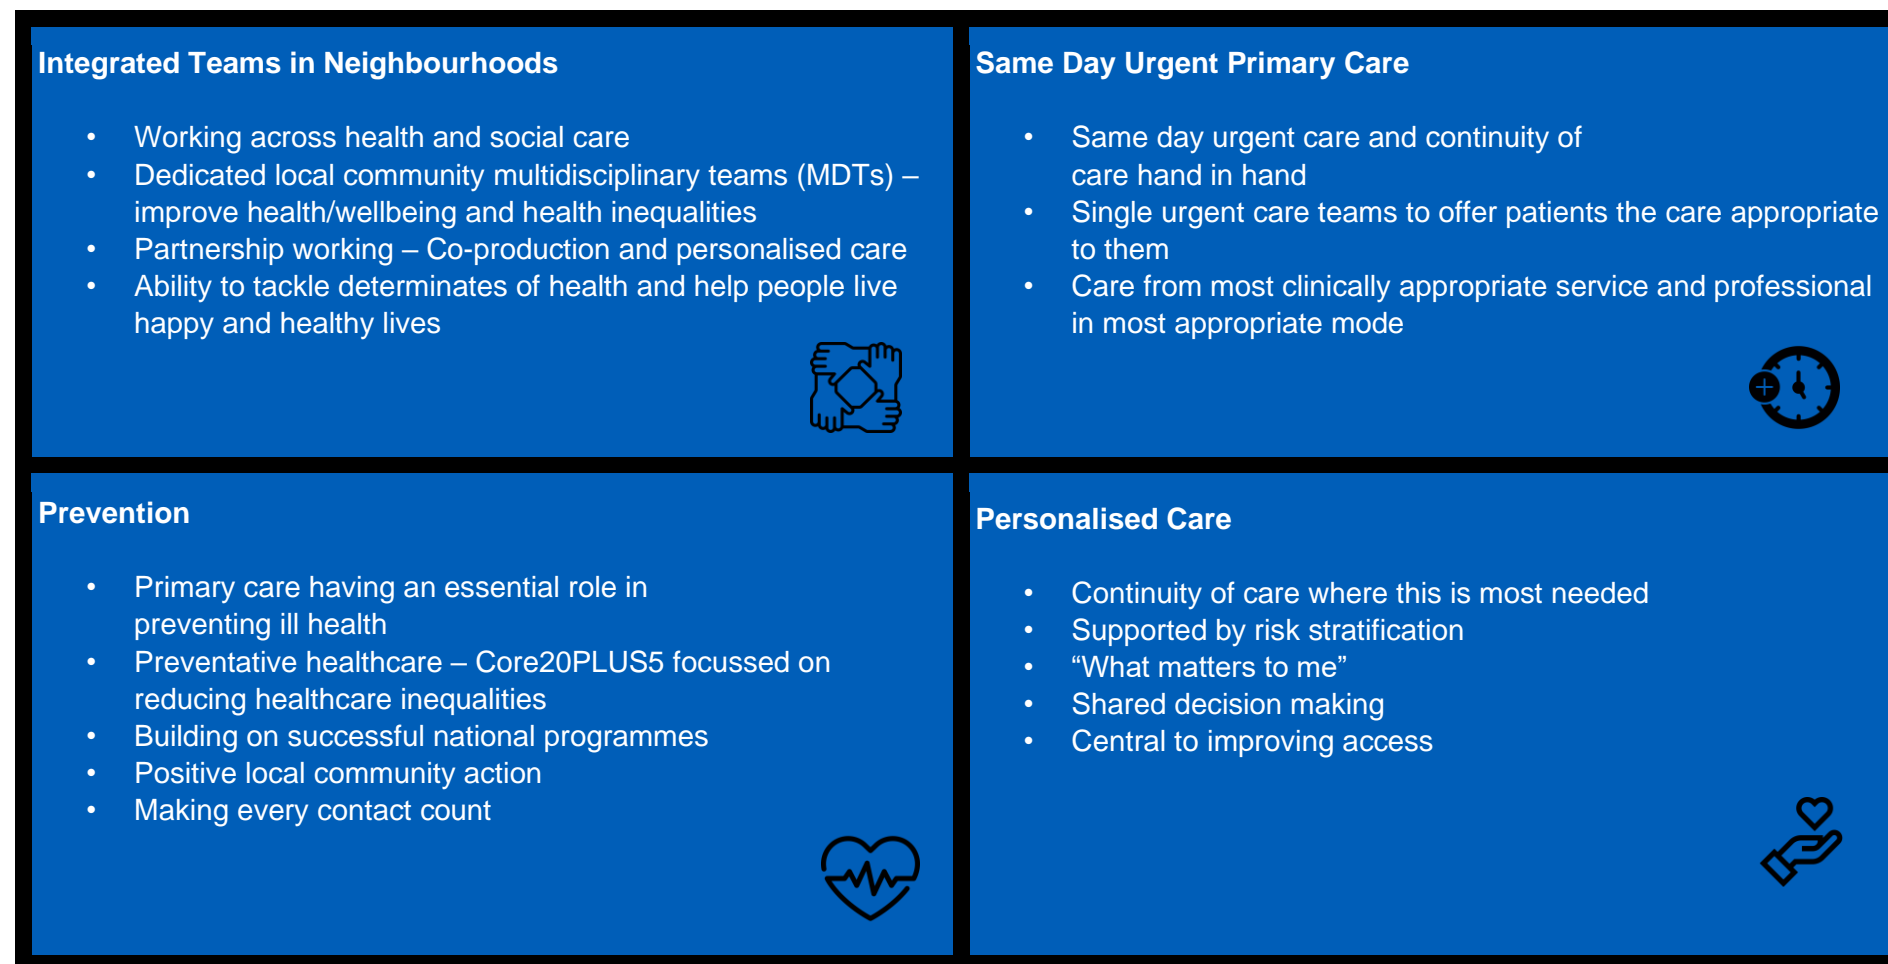 Integrated Teams in Neighbourhoods
• Working across health and social care
• Dedicated local community multidisciplinary teams (MDTs) –
improve health/wellbeing and health inequalities
• Partnership working – Co-production and personalised care
• Ability to tackle determinates of health and help people live
happy and healthy lives
Same Day Urgent Primary Care
• Same day urgent care and continuity of
care hand in hand
• Single urgent care teams to offer patients the care appropriate
to them
• Care from most clinically appropriate service and professional
in most appropriate mode
Prevention
• Primary care having an essential role in
preventing ill health
• Preventative healthcare – Core20PLUS5 focussed on
reducing healthcare inequalities
• Building on successful national programmes
• Positive local community action
• Making every contact count
Personalised Care
• Continuity of care where this is most needed
• Supported by risk stratification
• “What matters to me”
• Shared decision making
• Central to improving access